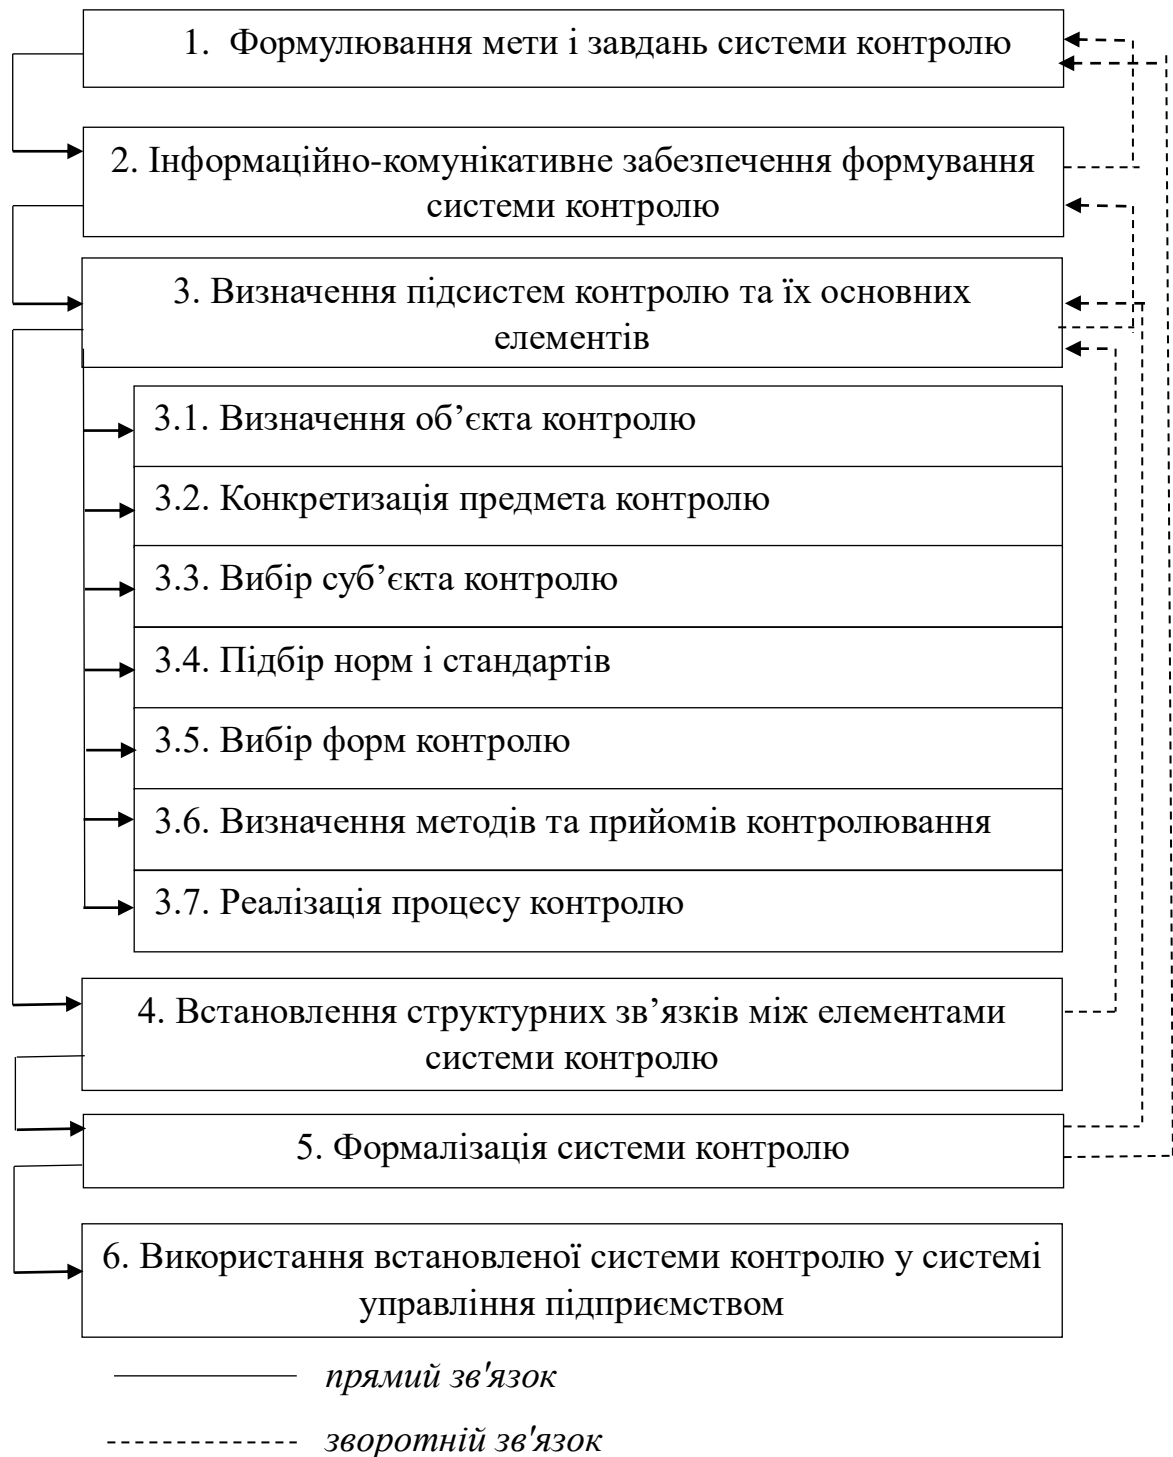 1. Формулювання мети і завдань системи контролю
2. Інформаційно-комунікативне забезпечення формування
системи контролю
3. Визначення підсистем контролю та їх основних
елементів
3.1. Визначення об’єкта контролю
3.2. Конкретизація предмета контролю
3.3. Вибір суб’єкта контролю
3.4. Підбір норм і стандартів
3.5. Вибір форм контролю
3.6. Визначення методів та прийомів контролювання
3.7. Реалізація процесу контролю
4. Встановлення структурних зв’язків між елементами
системи контролю
5. Формалізація системи контролю
6. Використання встановленої системи контролю у системі
управління підприємством
прямий зв'язок
зворотній зв'язок